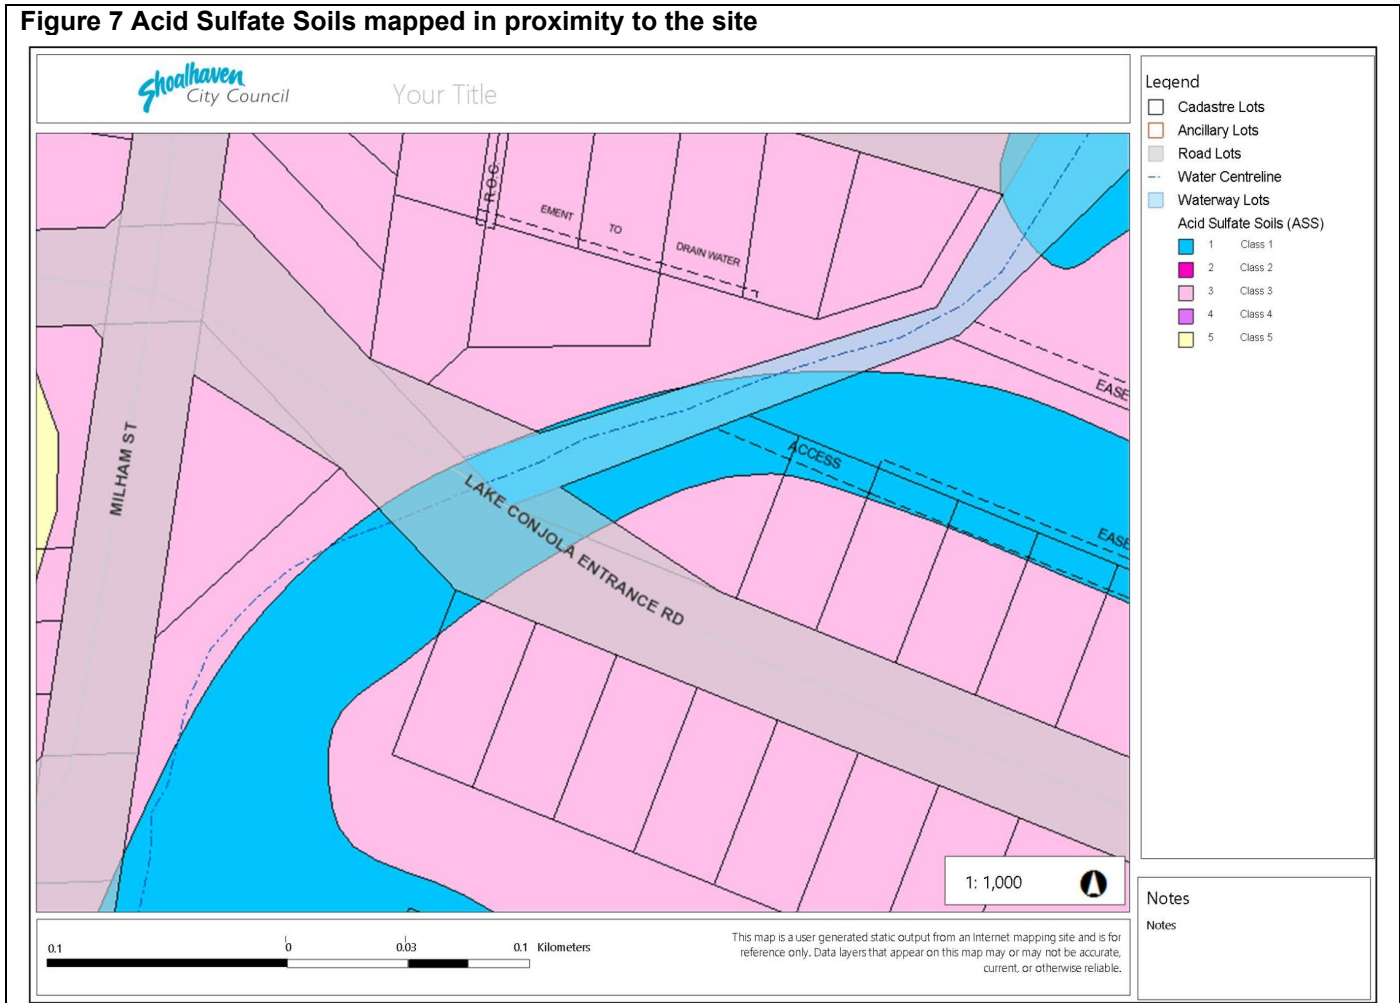 Figure 7 Acid Sulfate Soils mapped in proximity to the site
Shoalhaven
City Council
Your Title
Legend
Cadastre Lots
Ancillary Lots
Road Lots
Water Centreline
Waterway Lots
Acid Sulfate Soils (ASS)
1 Class 1
2 Class 2
3 Class 3
4 Class 4
5 Class 5
R.O.C
EMENT TO DRAIN WATER
EASE
ACCESS
EASE
MILHAM ST
LAKE CONJOLA ENTRANCE RD
1: 1,000
Notes
Notes
0.1 0 0.03 0.1 Kilometers
This map is a user generated static output from an Internet mapping site and is for
reference only. Data layers that appear on this map may or may not be accurate,
current, or otherwise reliable.